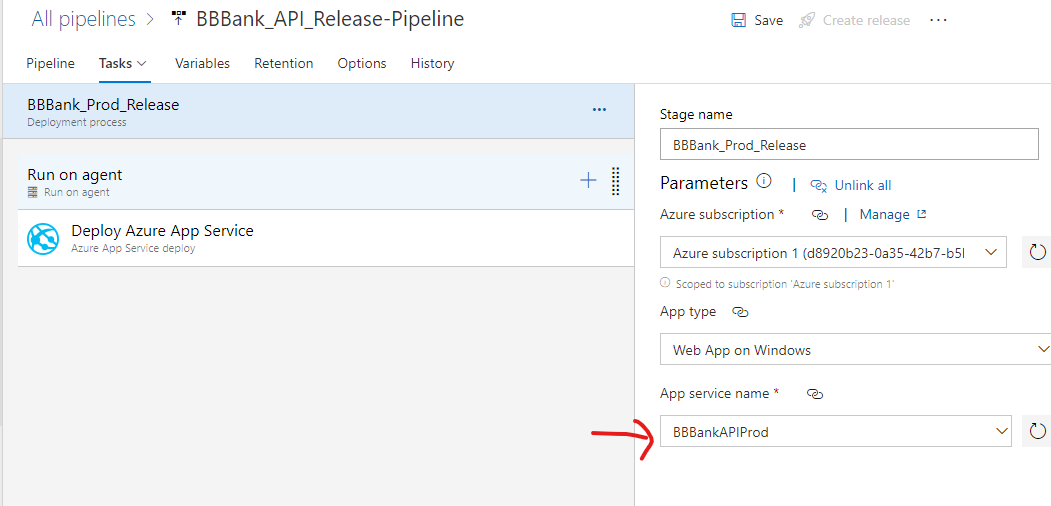 All pipelines > BBBank_API_Release-Pipeline
Save Create release ...
Pipeline Tasks Variables Retention Options History
BBBank_Prod_Release ...
Deployment process
Run on agent
Run on agent
Deploy Azure App Service
Azure App Service deploy
Stage name
BBBank_Prod_Release
Parameters | Unlink all
Azure subscription * | Manage
Azure subscription 1 (d8920b23-0a35-42b7-b5
Scoped to subscription 'Azure subscription 1'
App type
Web App on Windows
App service name *
BBBankAPIProd